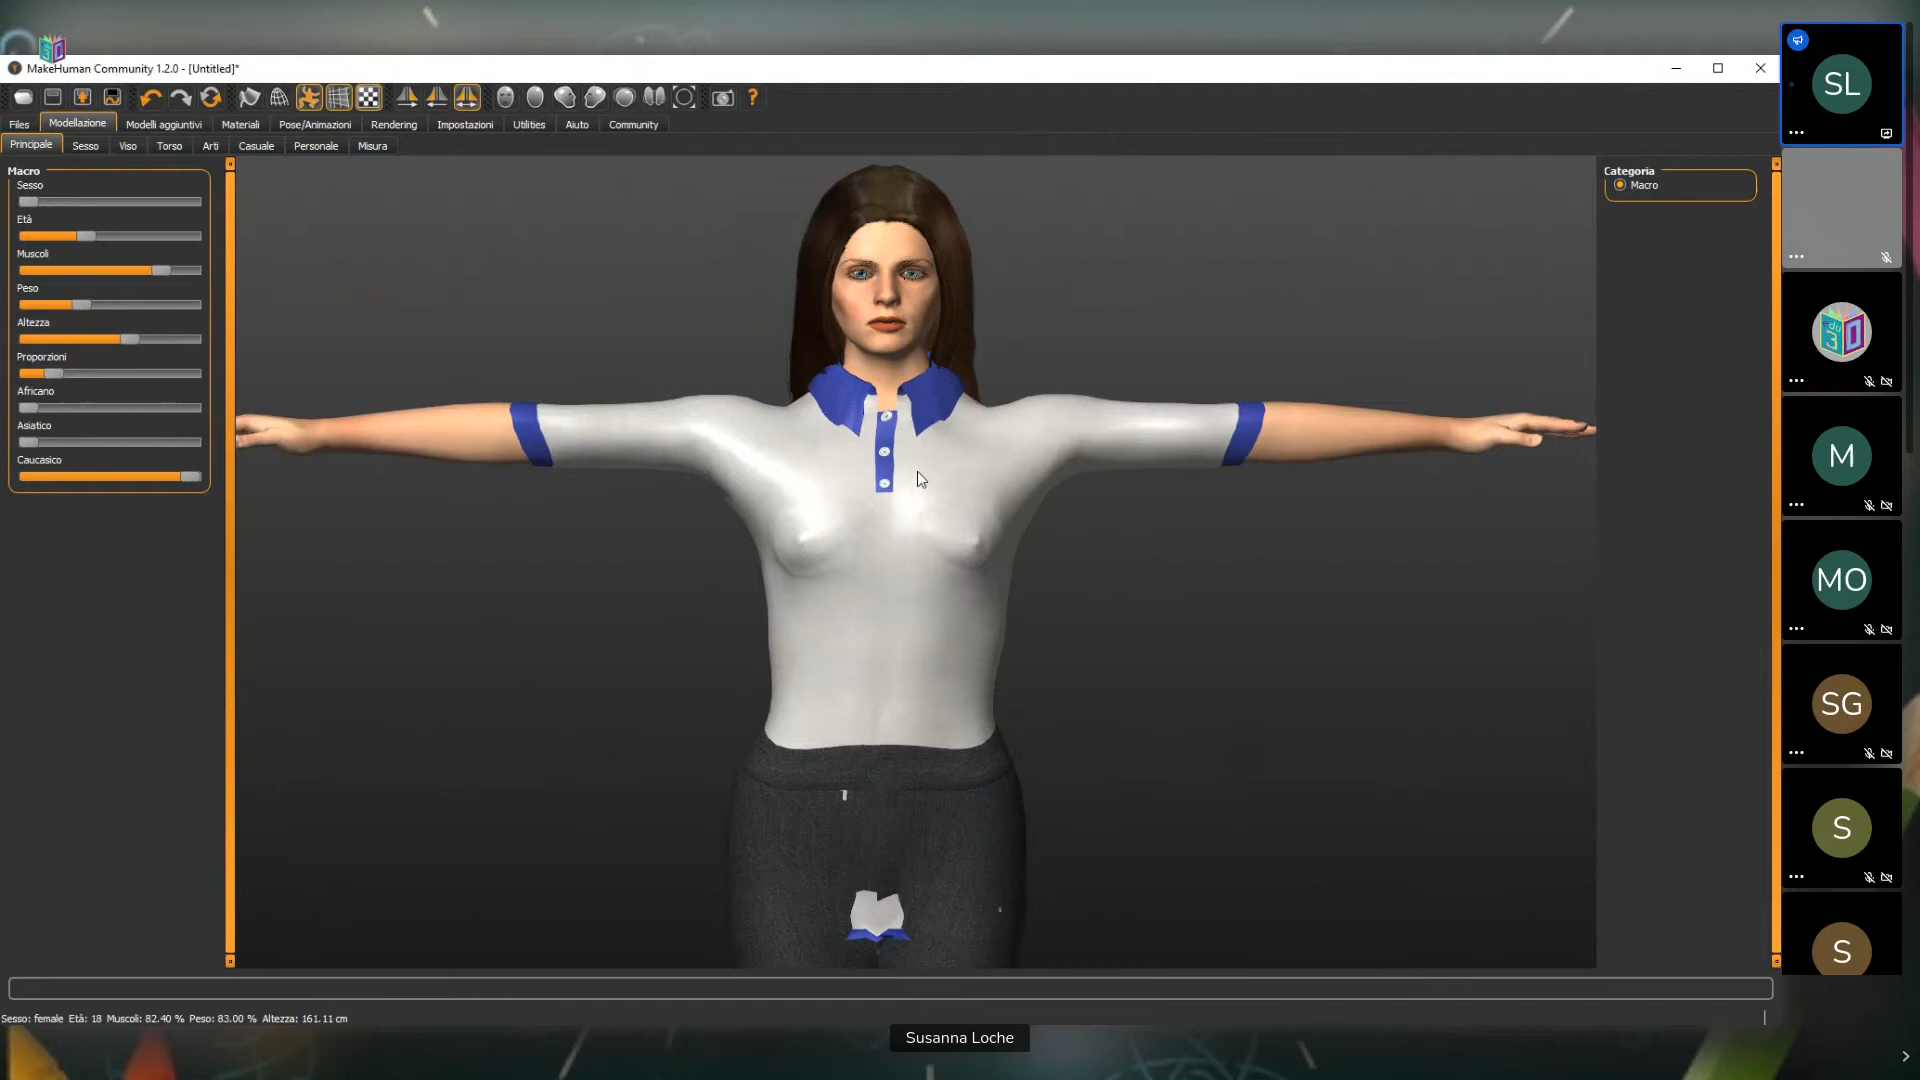 MakeHuman Community 1.2.0 - [Untitled]*
Files Modellazione Modelli aggiuntivi Materiali Pose/Animazioni Rendering Impostazioni Utilities Aiuto Community
Principale Sesso Viso Torso Arti Casuale Personale Misura
Macro
Sesso
Età
Muscoli
Peso
Altezza
Proporzioni
Africano
Asiatico
Caucasico
Categoria
Macro
SL
edu
3D
M
MO
SG
S
S
Sesso: female Età: 18 Muscoli: 82.40 % Peso: 83.00 % Altezza: 161.11 cm
Susanna Loche